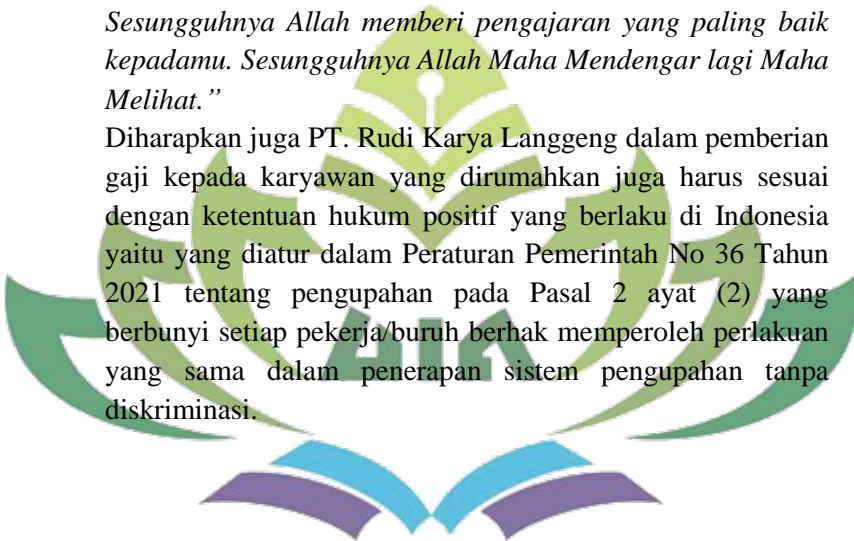 Sesungguhnya Allah memberi pengajaran yang paling baik
kepadamu. Sesungguhnya Allah Maha Mendengar lagi Maha
Melihat.”
Diharapkan juga PT. Rudi Karya Langgeng dalam pemberian
gaji kepada karyawan yang dirumahkan juga harus sesuai
dengan ketentuan hukum positif yang berlaku di Indonesia
yaitu yang diatur dalam Peraturan Pemerintah No 36 Tahun
2021 tentang pengupahan pada Pasal 2 ayat (2) yang
berbunyi setiap pekerja/buruh berhak memperoleh perlakuan
yang sama dalam penerapan sistem pengupahan tanpa
diskriminasi.